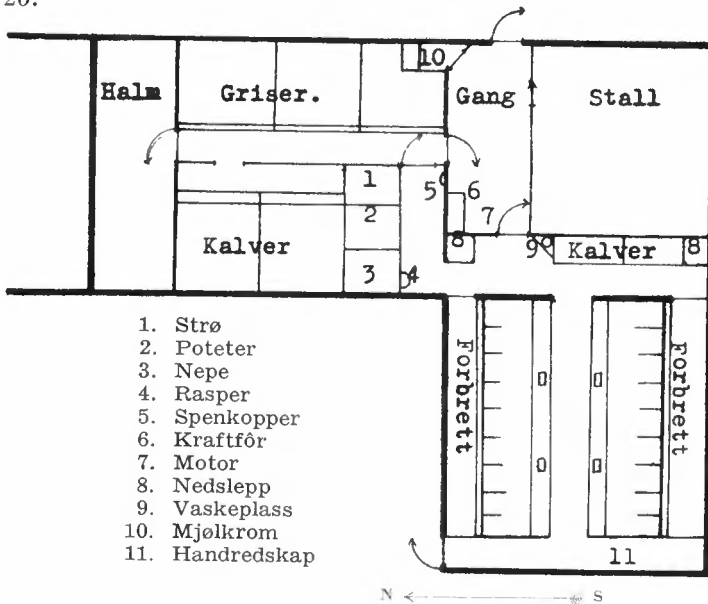 20.
10
Halm Griser. Gang Stall
1
5 6
2 7
Kalver 8 9 Kalver 8
3 4
Forbrett Forbrett
1. Strø
2. Poteter
3. Nepe
4. Rasper
5. Spenkopper
6. Kraftfôr
7. Motor
8. Nedslepp
9. Vaskeplass
10. Mjølkrom
11. Handredskap
11
N S